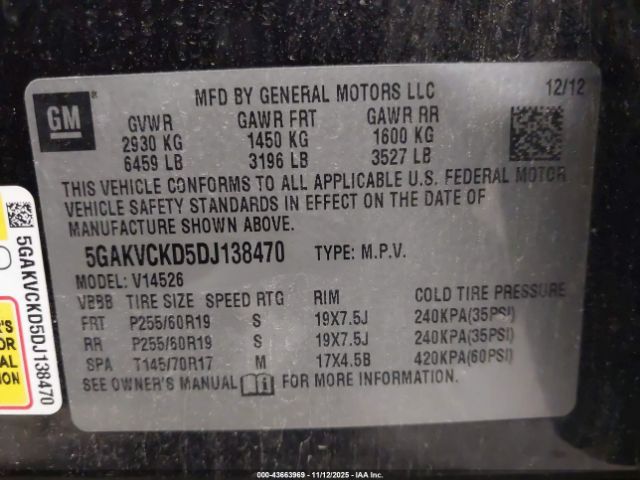 GM ®
MFD BY GENERAL MOTORS LLC 12/12
GVWR GAWR FRT GAWR RR
2930 KG 1450 KG 1600 KG
6459 LB 3196 LB 3527 LB
THIS VEHICLE CONFORMS TO ALL APPLICABLE U.S. FEDERAL MOTOR
VEHICLE SAFETY STANDARDS IN EFFECT ON THE DATE OF
MANUFACTURE SHOWN ABOVE.
5GAKVCKD5DJ138470 TYPE: M.P.V.
MODEL: V14526
VBBB TIRE SIZE SPEED RTG RIM COLD TIRE PRESSURE
FRT P255/60R19 S 19X7.5J 240KPA(35PSI)
RR P255/60R19 S 19X7.5J 240KPA(35PSI)
SPA T145/70R17 M 17X4.5B 420KPA(60PSI)
SEE OWNER'S MANUAL FOR MORE INFORMATION.
5GAKVCKD5DJ138470
000-43663969 - 11/12/2025 - IAA Inc.